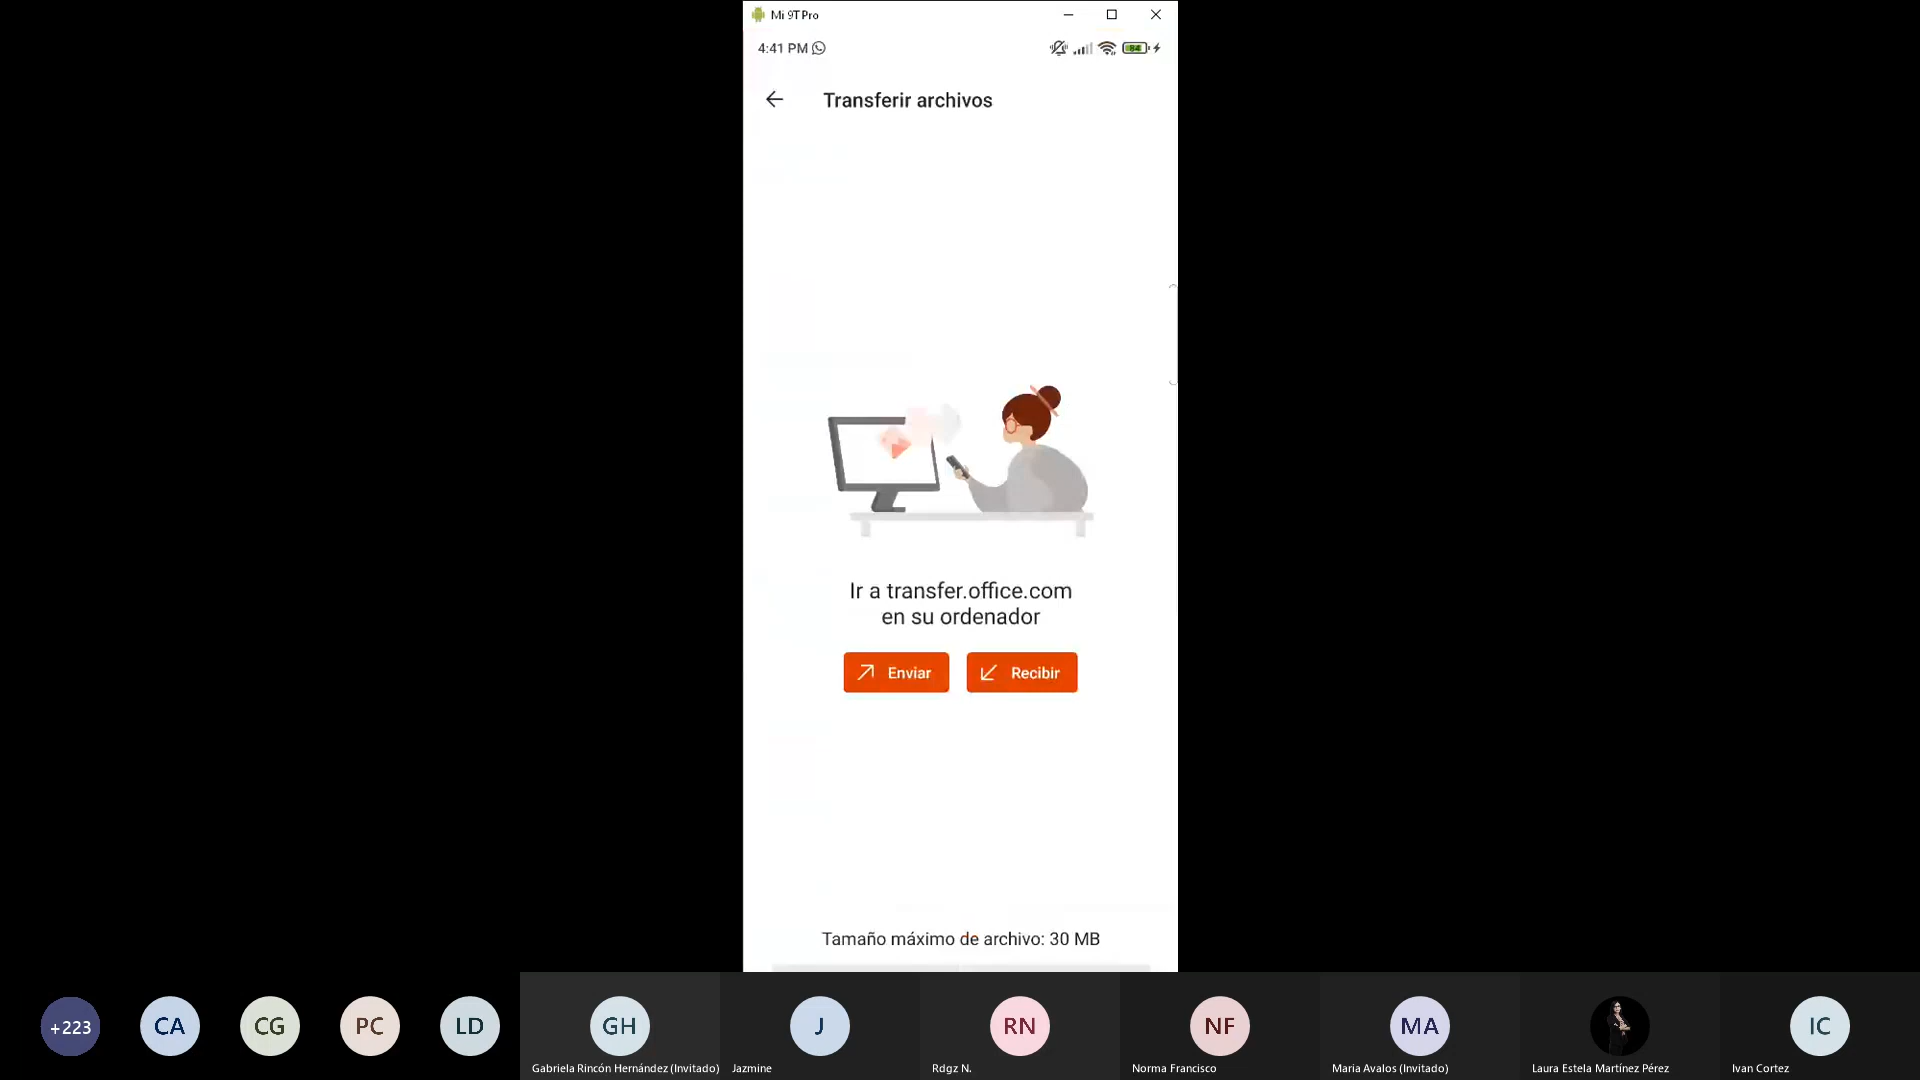 Mi 9T Pro
4:41 PM
84
Transferir archivos
Ir a transfer.office.com
en su ordenador
Enviar
Recibir
Tamaño máximo de archivo: 30 MB
+223
CA
CG
PC
LD
GH
J
RN
NF
MA
IC
Gabriela Rincón Hernández (Invitado)
Jazmine
Rdgz N.
Norma Francisco
Maria Avalos (Invitado)
Laura Estela Martínez Pérez
Ivan Cortez